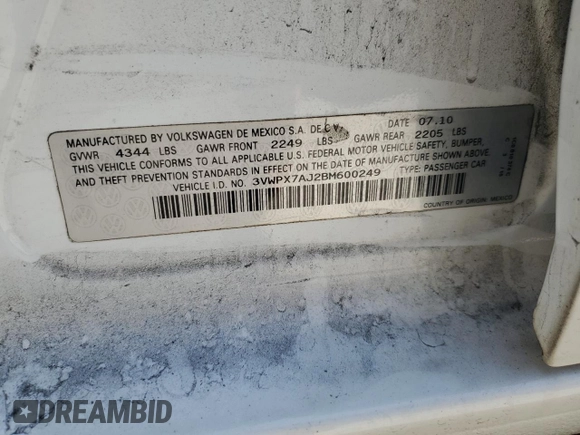 MANUFACTURED BY VOLKSWAGEN DE MEXICO S.A. DE C.V. DATE 07.10
GVWR 4344 LBS GAWR FRONT 2249 LBS GAWR REAR 2205 LBS
THIS VEHICLE CONFORMS TO ALL APPLICABLE U.S. FEDERAL MOTOR VEHICLE SAFETY, BUMPER,
AND THEFT PREVENTION STANDARDS IN EFFECT ON THE DATE OF MANUFACTURE SHOWN ABOVE.
VEHICLE I.D. NO. 3VWPX7AJ2BM600249 TYPE: PASSENGER CAR
COUNTRY OF ORIGIN: MEXICO
DREAMBID